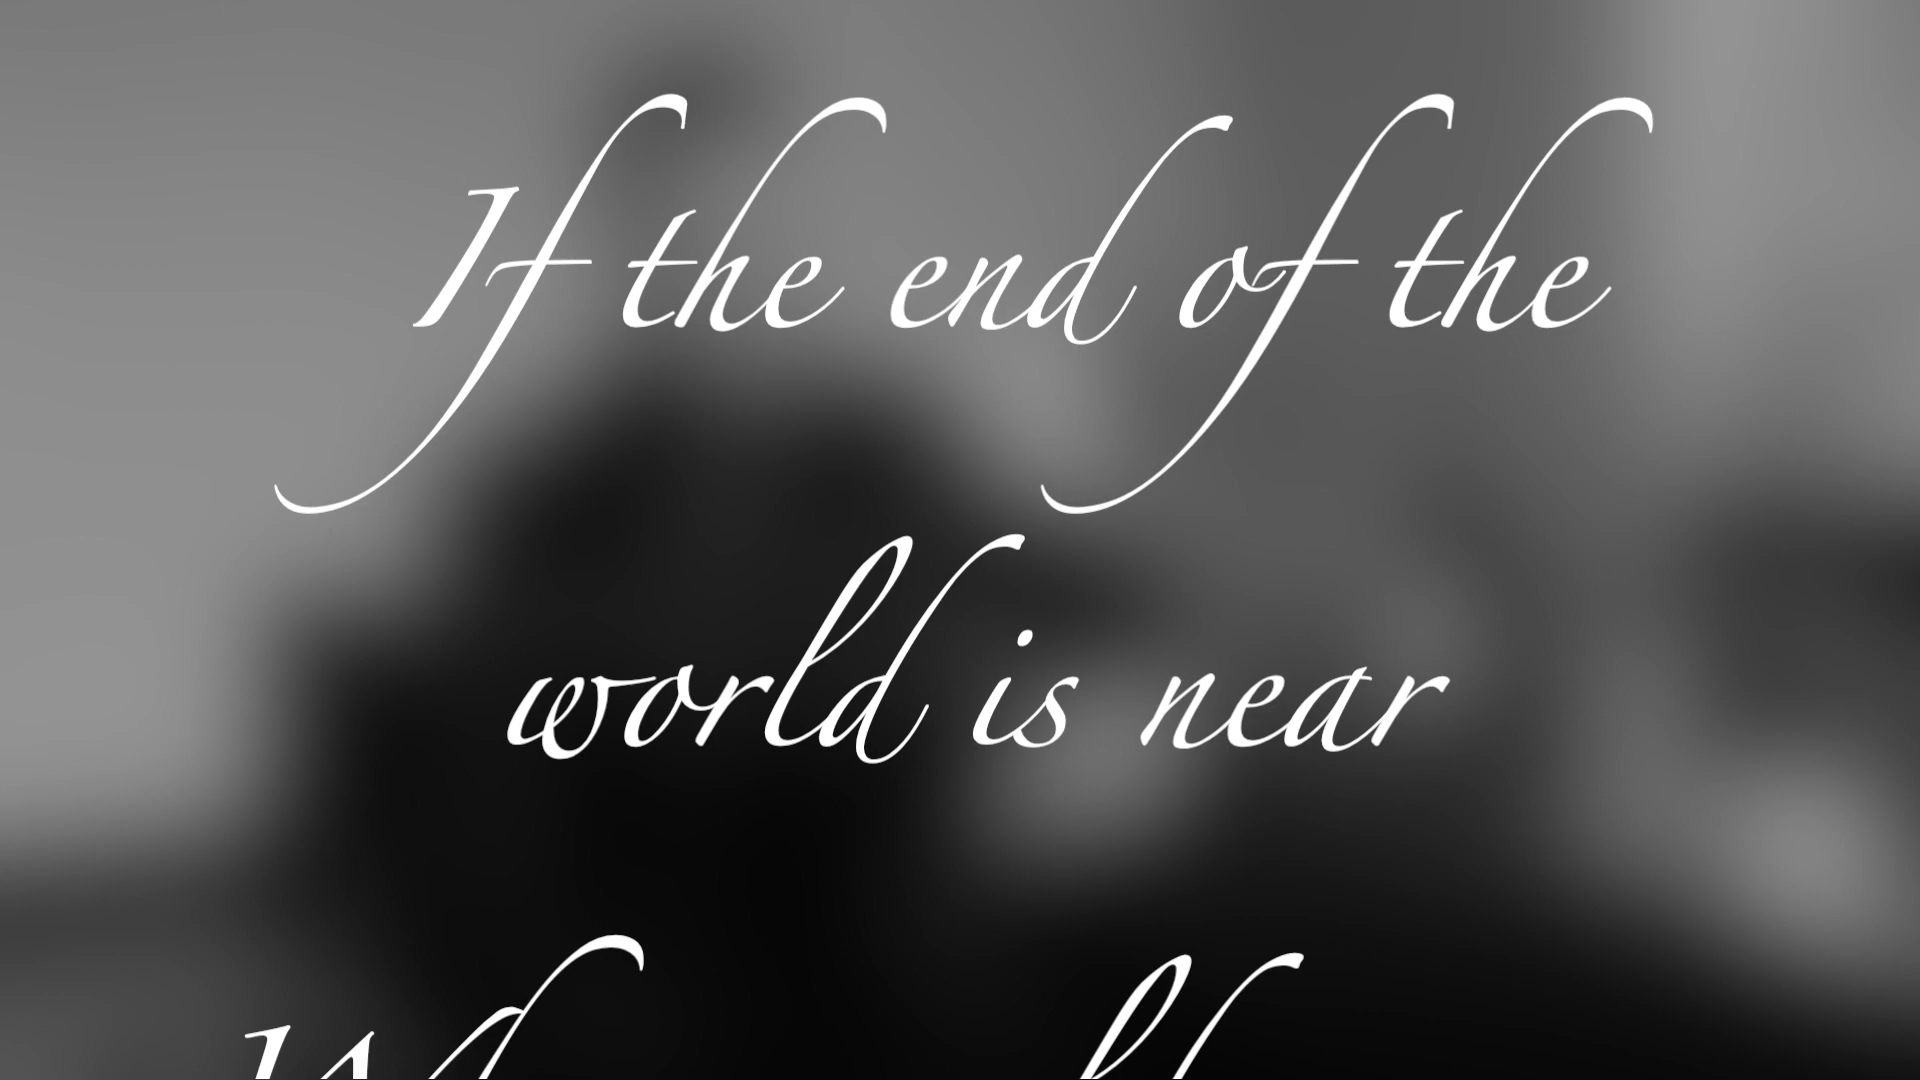 If the end of the
world is near